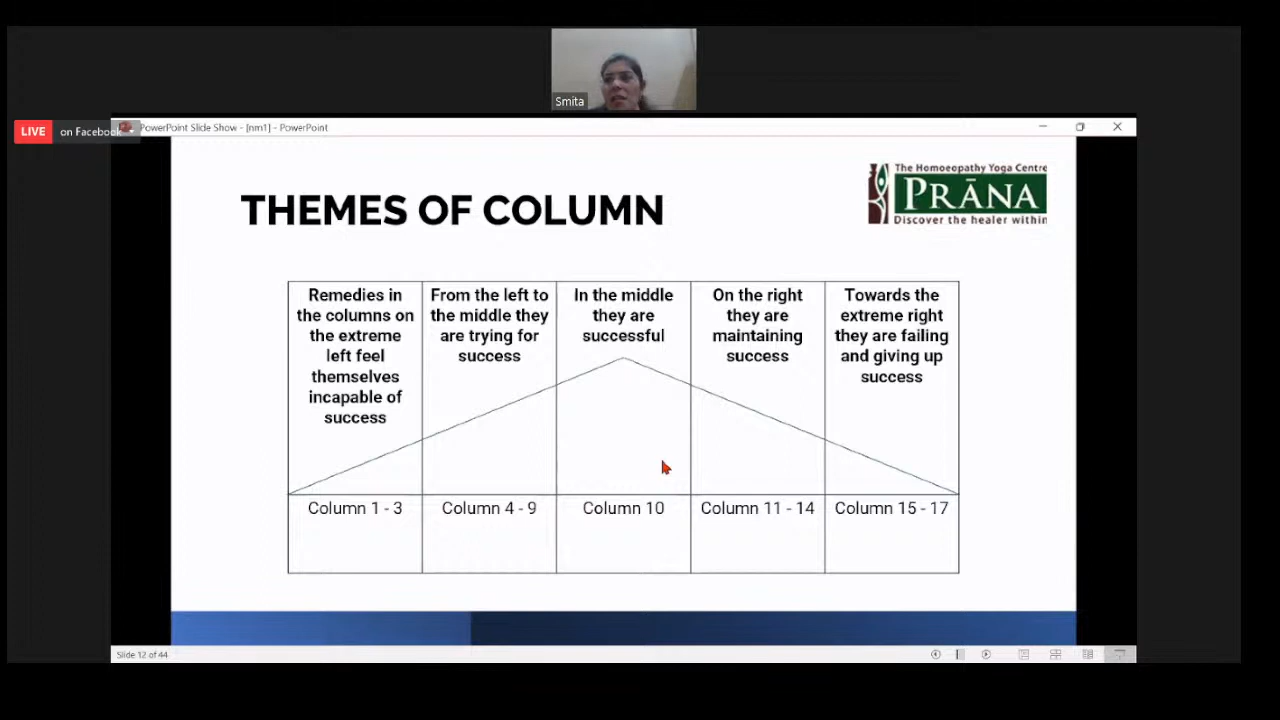 Smita
LIVE on Facebook
PowerPoint Slide Show - [nm1] - PowerPoint
The Homoeopathy Yoga Centre
PRĀNA
Discover the healer within
THEMES OF COLUMN
Remedies in
the columns on
the extreme
left feel
themselves
incapable of
success
From the left to
the middle they
are trying for
success
In the middle
they are
successful
On the right
they are
maintaining
success
Towards the
extreme right
they are failing
and giving up
success
Column 1 - 3
Column 4 - 9
Column 10
Column 11 - 14
Column 15 - 17
Slide 12 of 44